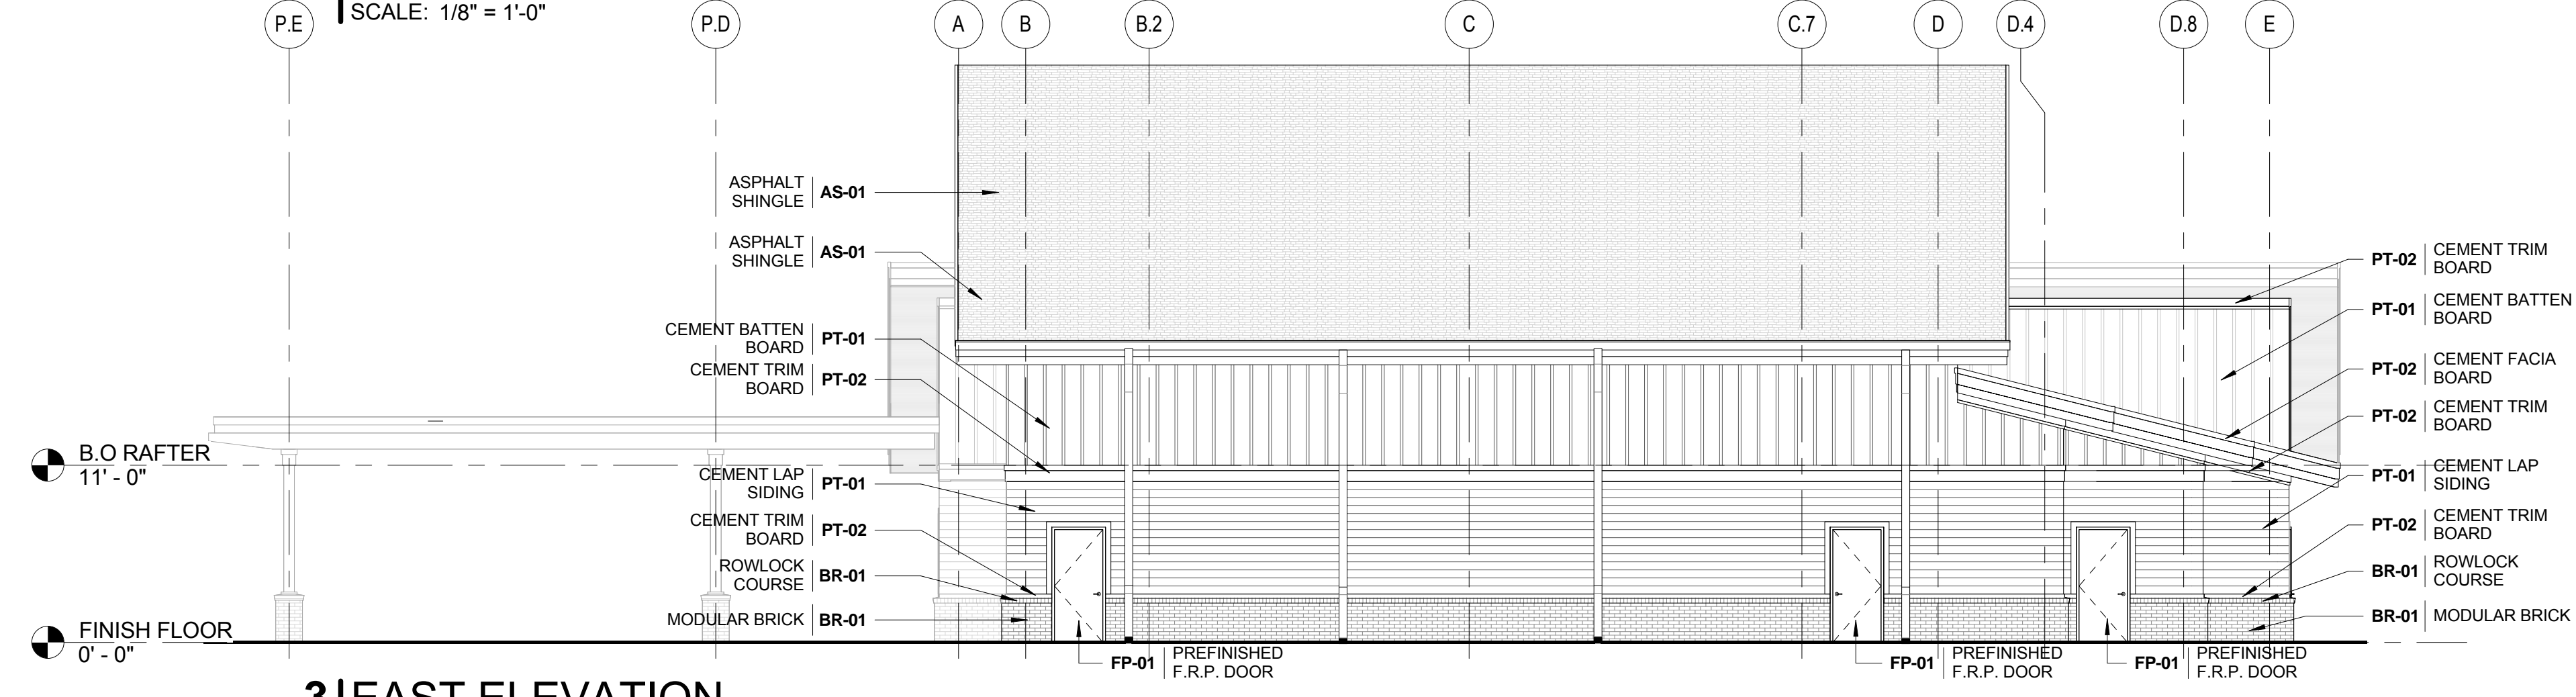 SCALE: 1/8" = 1'-0"
P.E
P.D
A
B
B.2
C
C.7
D
D.4
D.8
E
ASPHALT
SHINGLE
AS-01
ASPHALT
SHINGLE
AS-01
CEMENT BATTEN
BOARD
PT-01
CEMENT TRIM
BOARD
PT-02
B.O RAFTER
11' - 0"
CEMENT LAP
SIDING
PT-01
CEMENT TRIM
BOARD
PT-02
ROWLOCK
COURSE
BR-01
MODULAR BRICK
BR-01
FINISH FLOOR
0' - 0"
PT-02
CEMENT TRIM
BOARD
PT-01
CEMENT BATTEN
BOARD
PT-02
CEMENT FACIA
BOARD
PT-02
CEMENT TRIM
BOARD
PT-01
CEMENT LAP
SIDING
PT-02
CEMENT TRIM
BOARD
BR-01
ROWLOCK
COURSE
BR-01
MODULAR BRICK
FP-01
PREFINISHED
F.R.P. DOOR
FP-01
PREFINISHED
F.R.P. DOOR
FP-01
PREFINISHED
F.R.P. DOOR
3 EAST ELEVATION